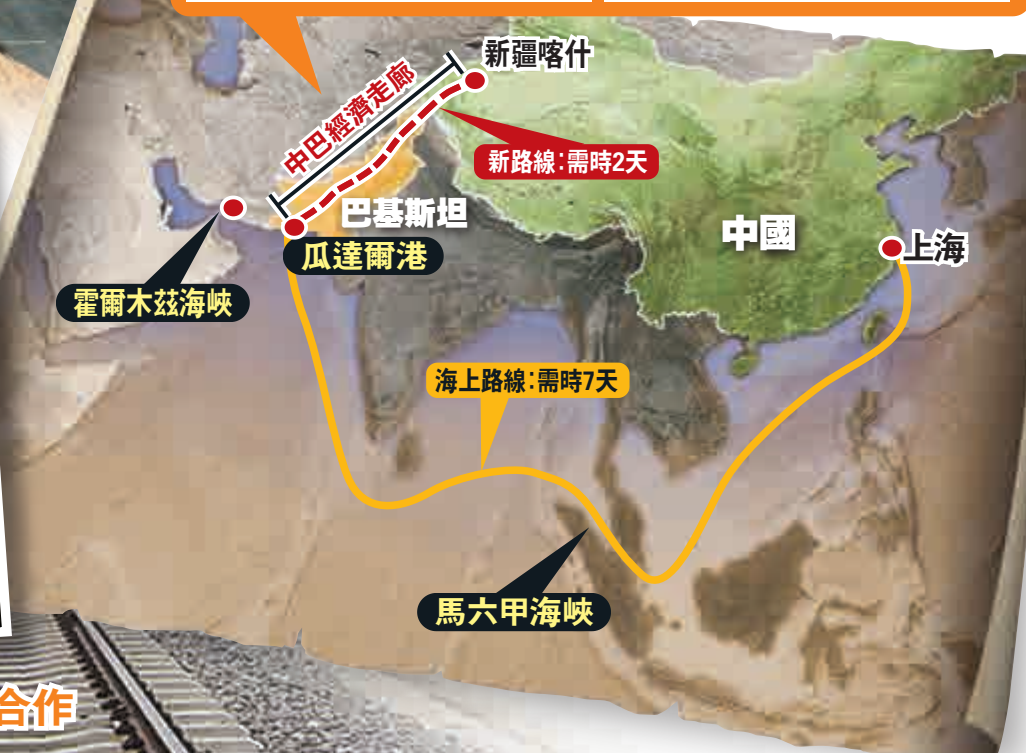 新疆喀什
中巴經濟走廊
新路線：需時2天
巴基斯坦
中國
上海
瓜達爾港
霍爾木茲海峽
海上路線：需時7天
馬六甲海峽
合作